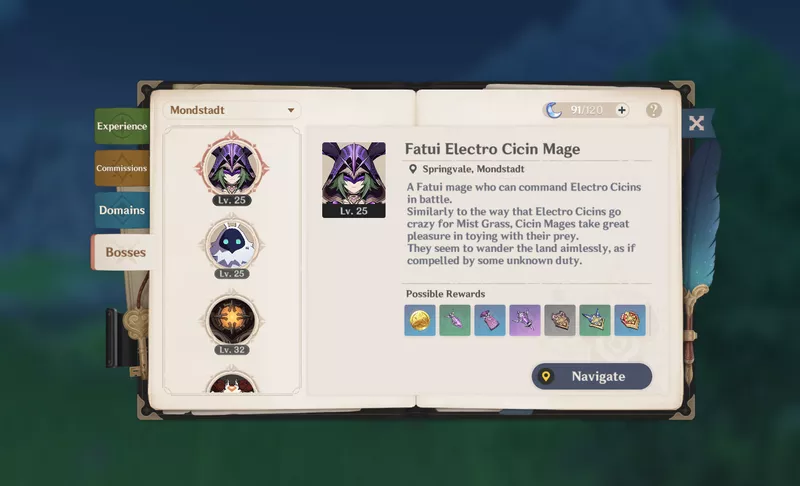 Mondstadt
91/120
?
Experience
Commissions
Domains
Bosses
Lv. 25
Lv. 25
Lv. 32
Lv. 25
Fatui Electro Cicin Mage
Springvale, Mondstadt
A Fatui mage who can command Electro Cicins
in battle.
Similarly to the way that Electro Cicins go
crazy for Mist Grass, Cicin Mages take great
pleasure in toying with their prey.
They seem to wander the land aimlessly, as if
compelled by some unknown duty.
Possible Rewards
Navigate